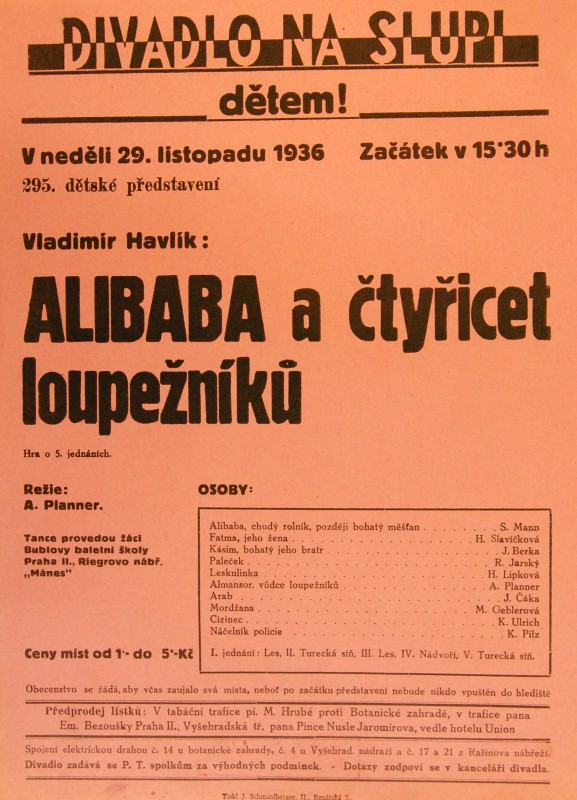 DIVADLO NA SLUPI
dětem!
V neděli 29. listopadu 1936 Začátek v 15·30 h
295. dětské představení
Vladimír Havlík:
ALIBABA a čtyřicet
loupežníků
Hra o 5. jednáních.
Režie:
A. Planner.
Tance provedou žáci
Bublovy baletní školy
Praha II., Riegrovo nábř.
„Mánes"
Ceny míst od 1·- do 5·-Kč
OSOBY:
Alibaba, chudý rolník, později bohatý měšťan . . . . . . . S. Mann
Fatma, jeho žena . . . . . . . H. Slavíčková
Kásim, bohatý jeho bratr . . . . . . . J. Berka
Paleček . . . . . . . R. Jarský
Leskulinka . . . . . . . H. Lipková
Almansor, vůdce loupežníků . . . . . . . A. Planner
Arab . . . . . . . J. Čáka
Mordžana . . . . . . . M. Geblerová
Cizinec . . . . . . . K. Ulrich
Náčelník policie . . . . . . . K. Pilz
I. jednání: Les, II. Turecká síň, III. Les, IV. Nádvoří, V. Turecká síň.
Obecenstvo se žádá, aby včas zaujalo svá místa, neboť po začátku představení nebude nikdo vpuštěn do hlediště
Předprodej lístků: V tabáční trafice pí. M. Hrubé proti Botanické zahradě, v trafice pana
Em. Bezoušky Praha II., Vyšehradská tř. pana Pince Nusle Jaromírova, vedle hotelu Union
Spojení elektrickou drahou č. 14 u botanické zahrady, č. 4 u Vyšehrad. nádraží a č. 17 a 21 z Rašínova nábřeží.
Divadlo zadává se P. T. spolkům za výhodných podmínek. - Dotazy zodpoví se v kanceláři divadla.
Tiskl J. Schmiedberger, II., Benátská 7.